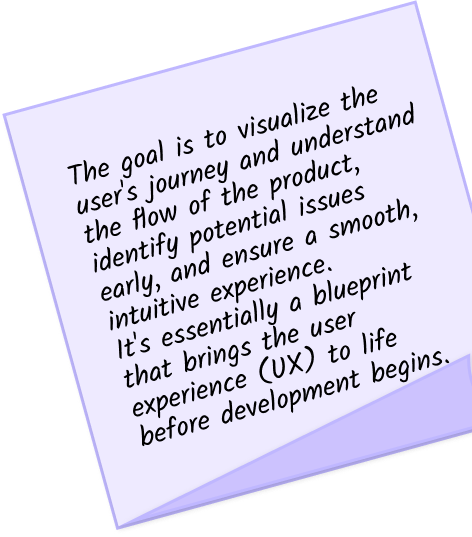 The goal is to visualize the
user's journey and understand
the flow of the product,
identify potential issues
early, and ensure a smooth,
intuitive experience.
It's essentially a blueprint
that brings the user
experience (UX) to life
before development begins.